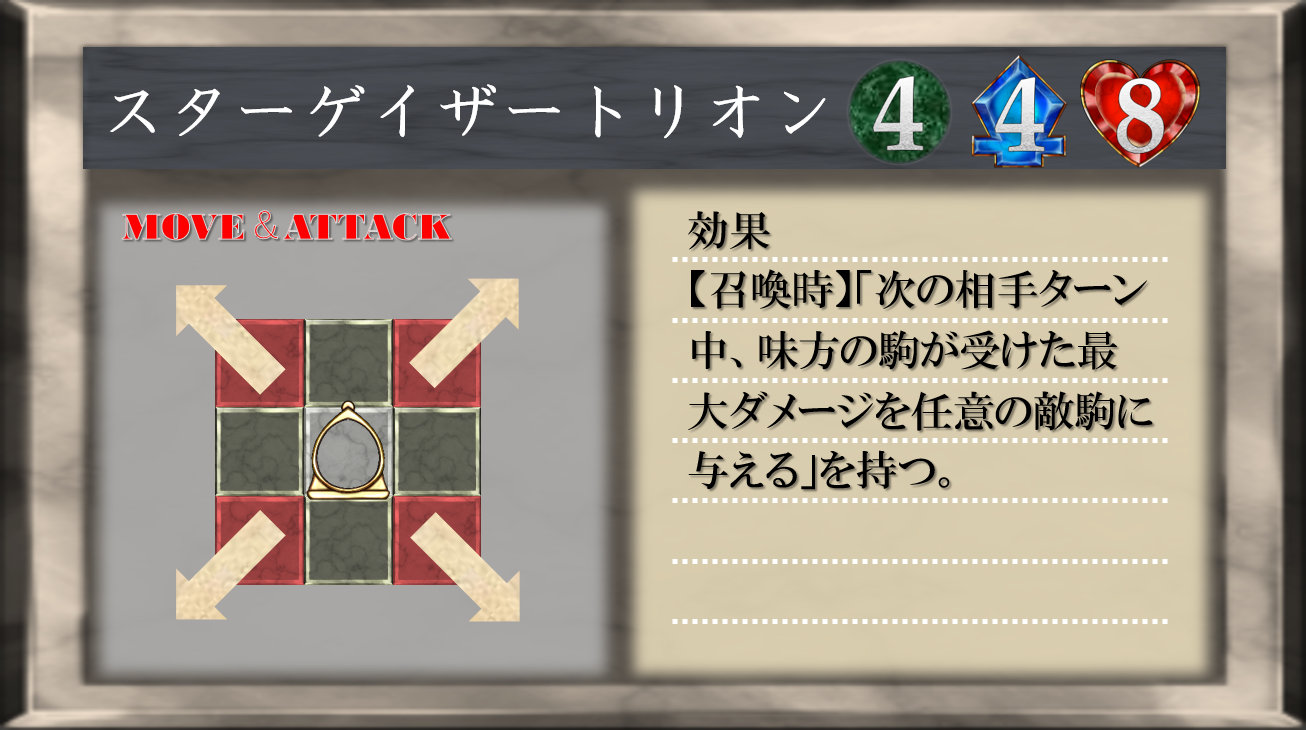 スターゲイザートリオン 4 4 8
MOVE & ATTACK
効果
【召喚時】「次の相手ターン
中、味方の駒が受けた最
大ダメージを任意の敵駒に
与える」を持つ。